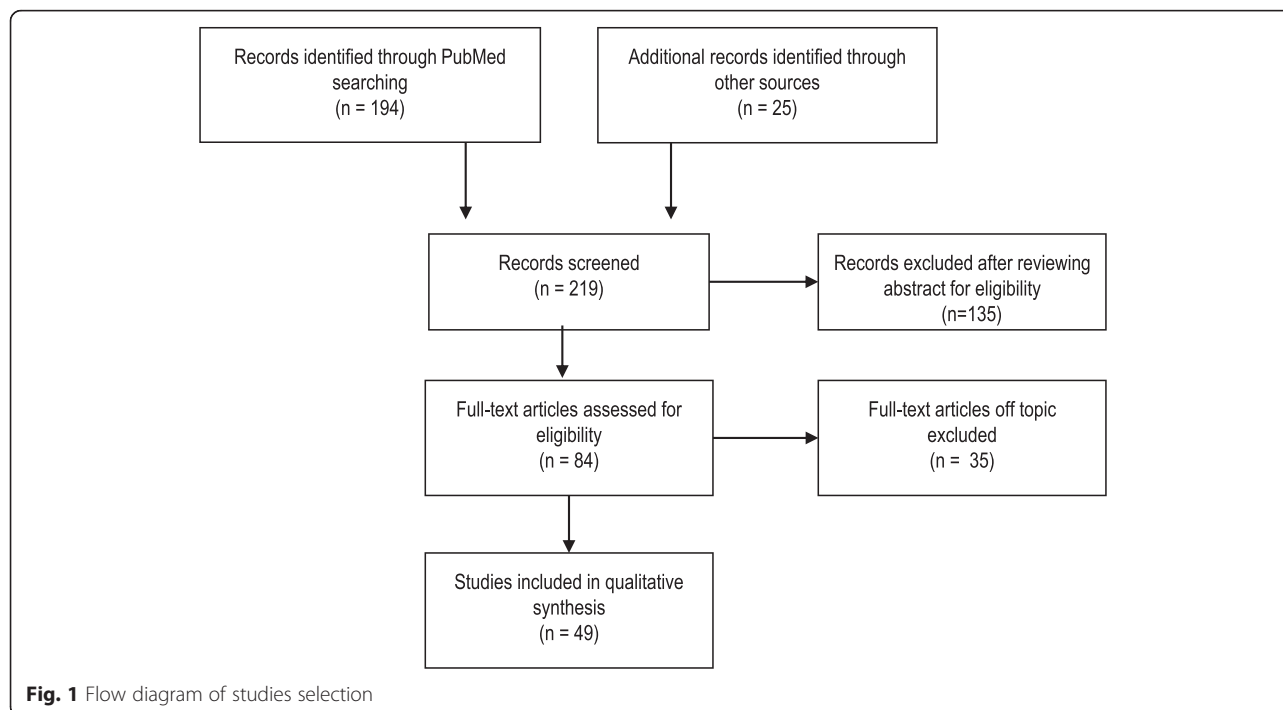 Records identified through PubMed
searching
(n = 194)
Additional records identified through
other sources
(n = 25)
Records screened
(n = 219)
Records excluded after reviewing
abstract for eligibility
(n=135)
Full-text articles assessed for
eligibility
(n = 84)
Full-text articles off topic
excluded
(n = 35)
Studies included in qualitative
synthesis
(n = 49)
Fig. 1 Flow diagram of studies selection